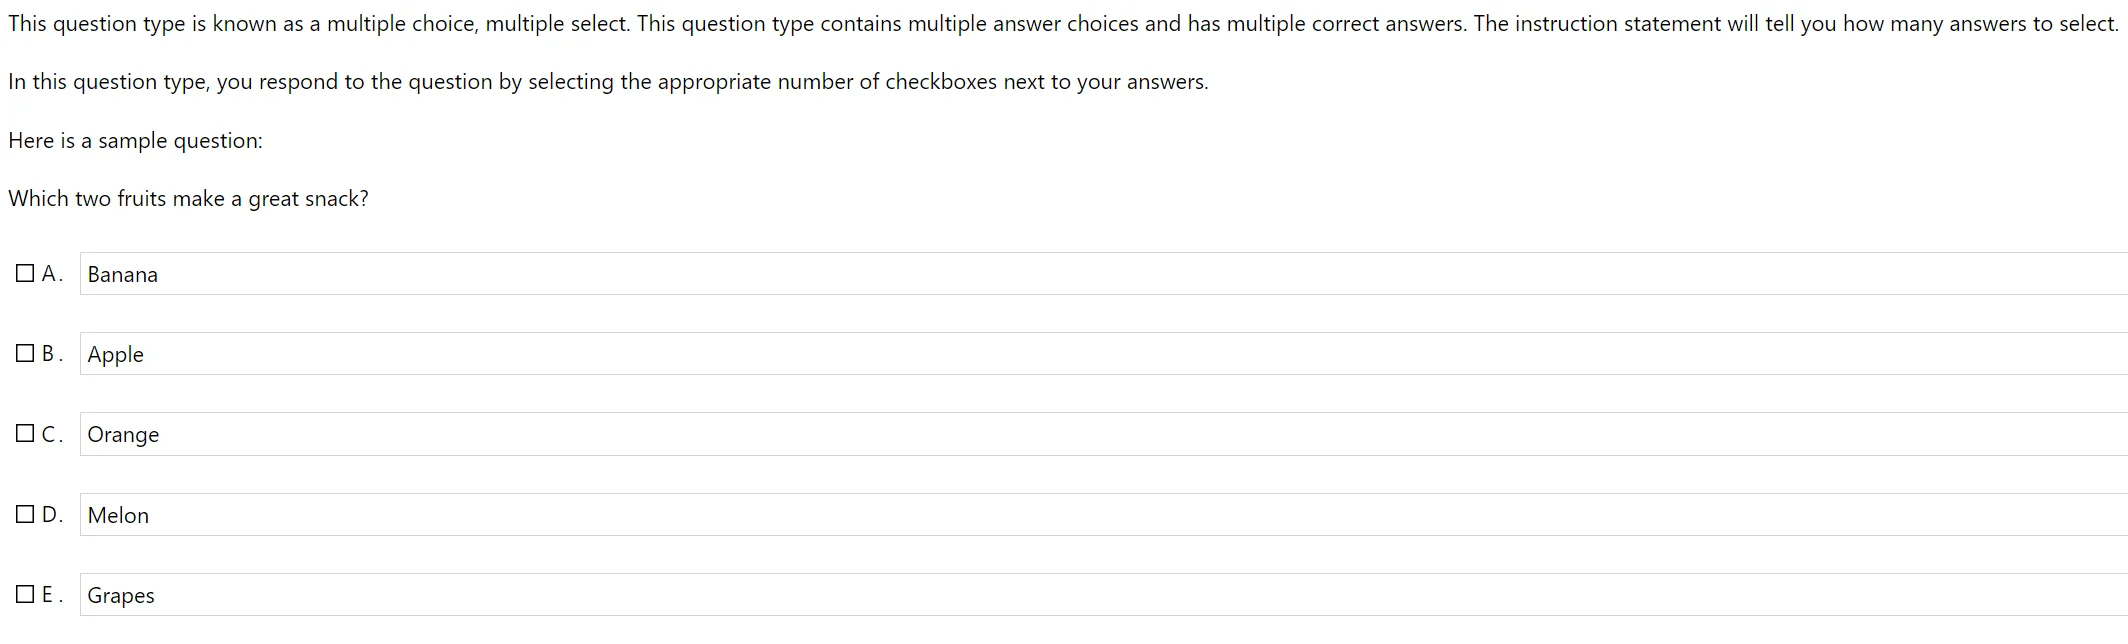 This question type is known as a multiple choice, multiple select. This question type contains multiple answer choices and has multiple correct answers. The instruction statement will tell you how many answers to select.
In this question type, you respond to the question by selecting the appropriate number of checkboxes next to your answers.
Here is a sample question:
Which two fruits make a great snack?
A. Banana
B. Apple
C. Orange
D. Melon
E. Grapes